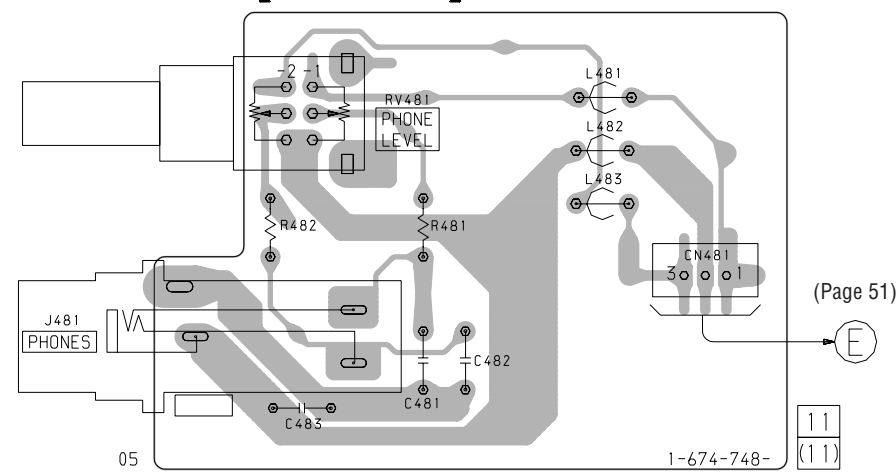 -2 -1
RV481
PHONE
LEVEL
L481
L482
L483
R482
R481
CN481
3 1
(Page 51)
E
J481
PHONES
C482
C481
C483
05
1-674-748-
11
(11)